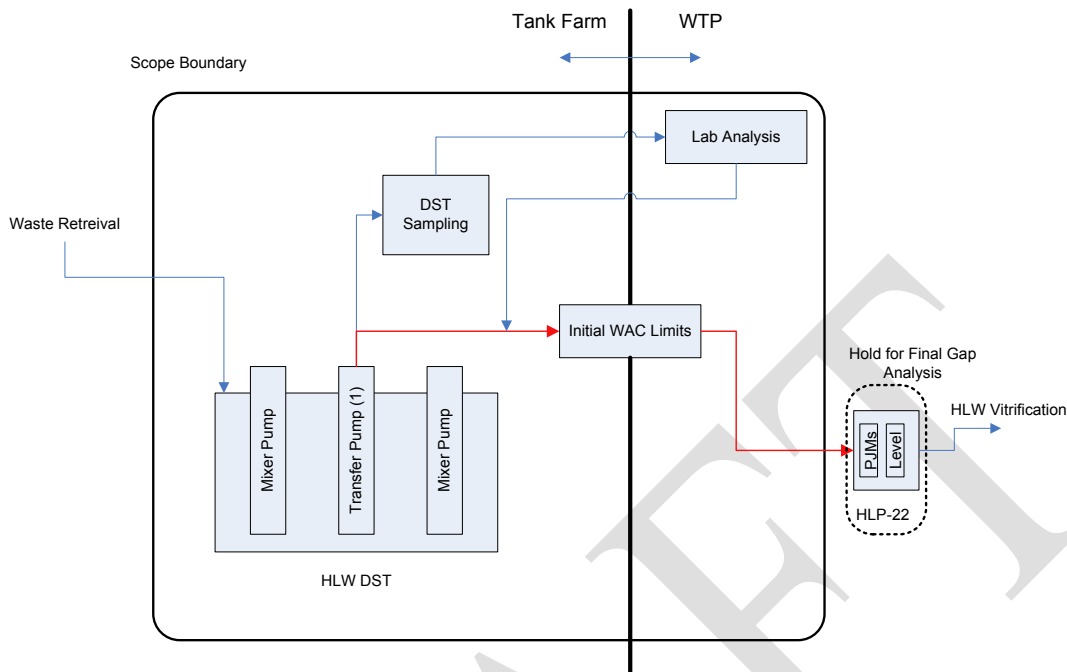 Tank Farm
WTP
Scope Boundary
Lab Analysis
DST
Sampling
Waste Retreival
Initial WAC Limits
Hold for Final Gap
Analysis
HLW Vitrification
Mixer Pump
Transfer Pump (1)
Mixer Pump
PJMs
Level
HLP-22
HLW DST